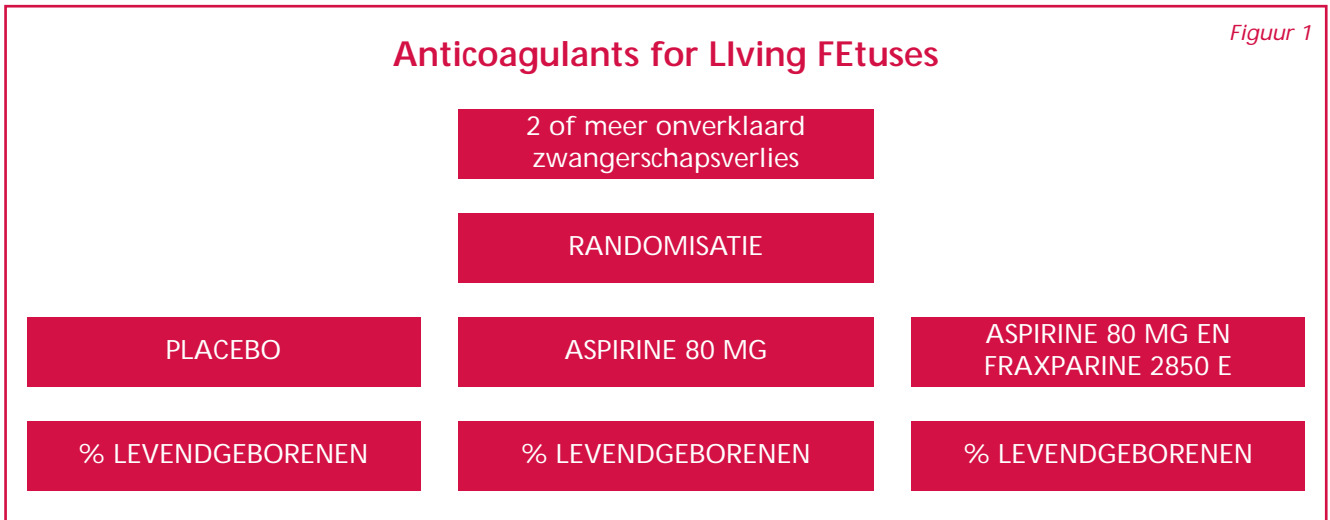 Figuur 1
Anticoagulants for LIving FEtuses
2 of meer onverklaard
zwangerschapsverlies
RANDOMISATIE
PLACEBO
ASPIRINE 80 MG
ASPIRINE 80 MG EN
FRAXPARINE 2850 E
% LEVENDGEBORENEN
% LEVENDGEBORENEN
% LEVENDGEBORENEN